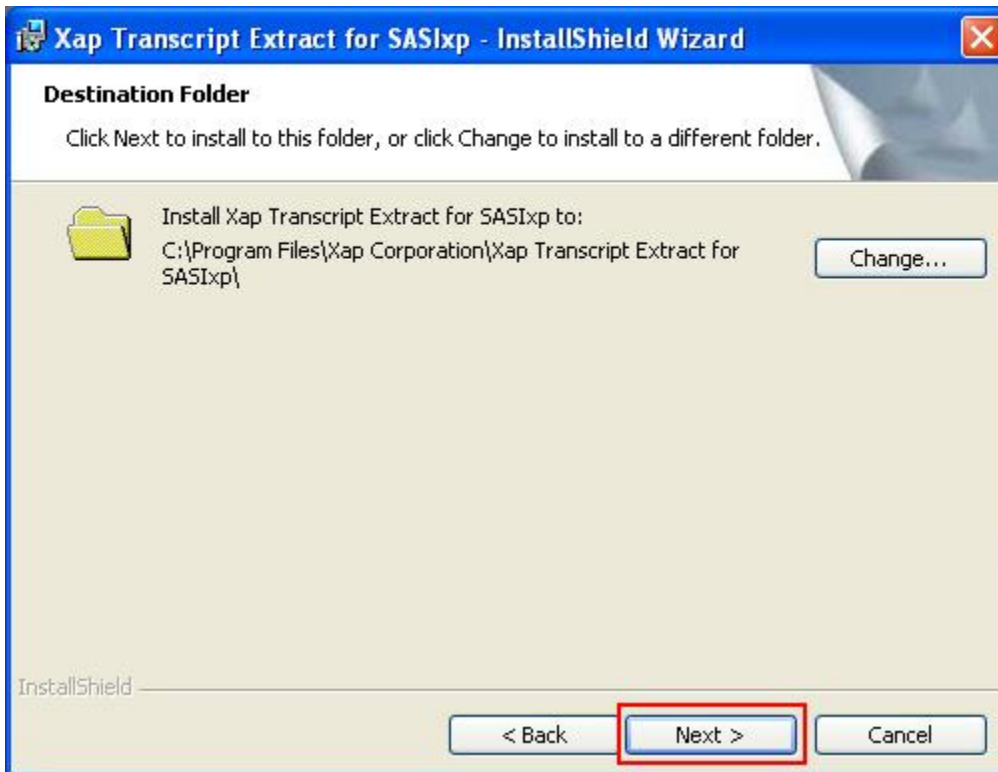 Xap Transcript Extract for SASIxp - InstallShield Wizard
Destination Folder
Click Next to install to this folder, or click Change to install to a different folder.
Install Xap Transcript Extract for SASIxp to:
C:\Program Files\Xap Corporation\Xap Transcript Extract for
SASIxp\
Change...
InstallShield
< Back
Next >
Cancel